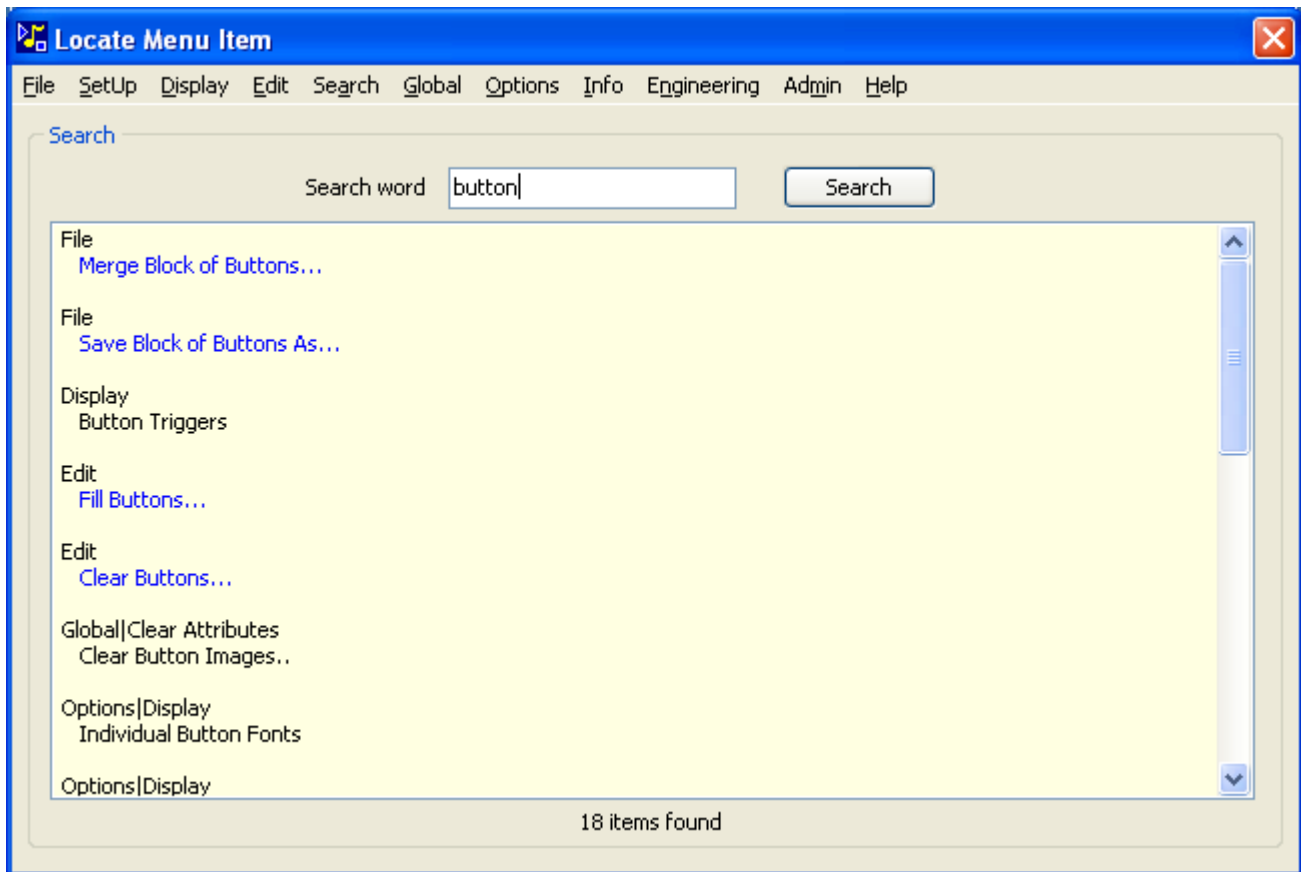 Locate Menu Item
File SetUp Display Edit Search Global Options Info Engineering Admin Help
Search
Search word button Search
File
Merge Block of Buttons...
File
Save Block of Buttons As...
Display
Button Triggers
Edit
Fill Buttons...
Edit
Clear Buttons...
Global|Clear Attributes
Clear Button Images..
Options|Display
Individual Button Fonts
Options|Display
18 items found